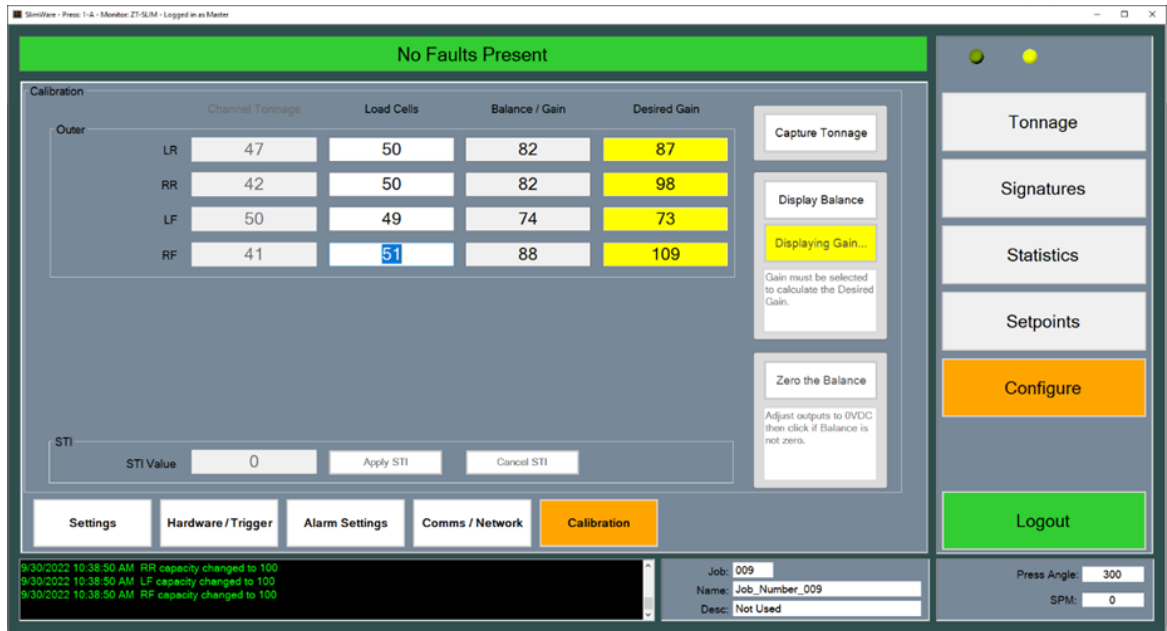 SlimWare - Press: 1-A - Monitor: ZT-SLIM - Logged in as Master
No Faults Present
Calibration
Channel Tonnage Load Cells Balance / Gain Desired Gain
Outer
LR 47 50 82 87
RR 42 50 82 98
LF 50 49 74 73
RF 41 51 88 109
Capture Tonnage
Display Balance
Displaying Gain...
Gain must be selected
to calculate the Desired
Gain.
Zero the Balance
Adjust outputs to 0VDC
then click if Balance is
not zero.
STI
STI Value 0 Apply STI Cancel STI
Settings Hardware / Trigger Alarm Settings Comms / Network Calibration
Tonnage
Signatures
Statistics
Setpoints
Configure
Logout
9/30/2022 10:38:50 AM RR capacity changed to 100
9/30/2022 10:38:50 AM LF capacity changed to 100
9/30/2022 10:38:50 AM RF capacity changed to 100
Job: 009
Name: Job_Number_009
Desc: Not Used
Press Angle: 300
SPM: 0